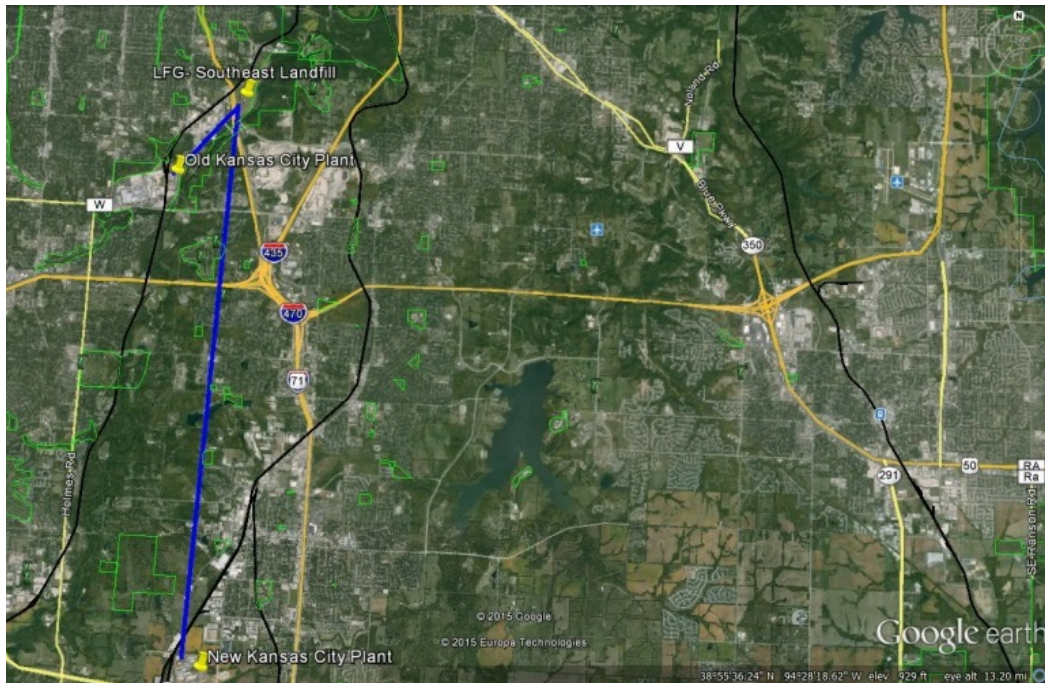 N
LFG- Southeast Landfill
Noland Rd
Old Kansas City Plant
V
W
Blue Pkwy
350
435
470
71
Holmes Rd
50
RA
Ra
291
SE Ranson Rd
© 2015 Google
© 2015 Europa Technologies
Google earth
New Kansas City Plant
38°55'36.24" N 94°28'18.62" W elev 929 ft eye alt 13.20 mi